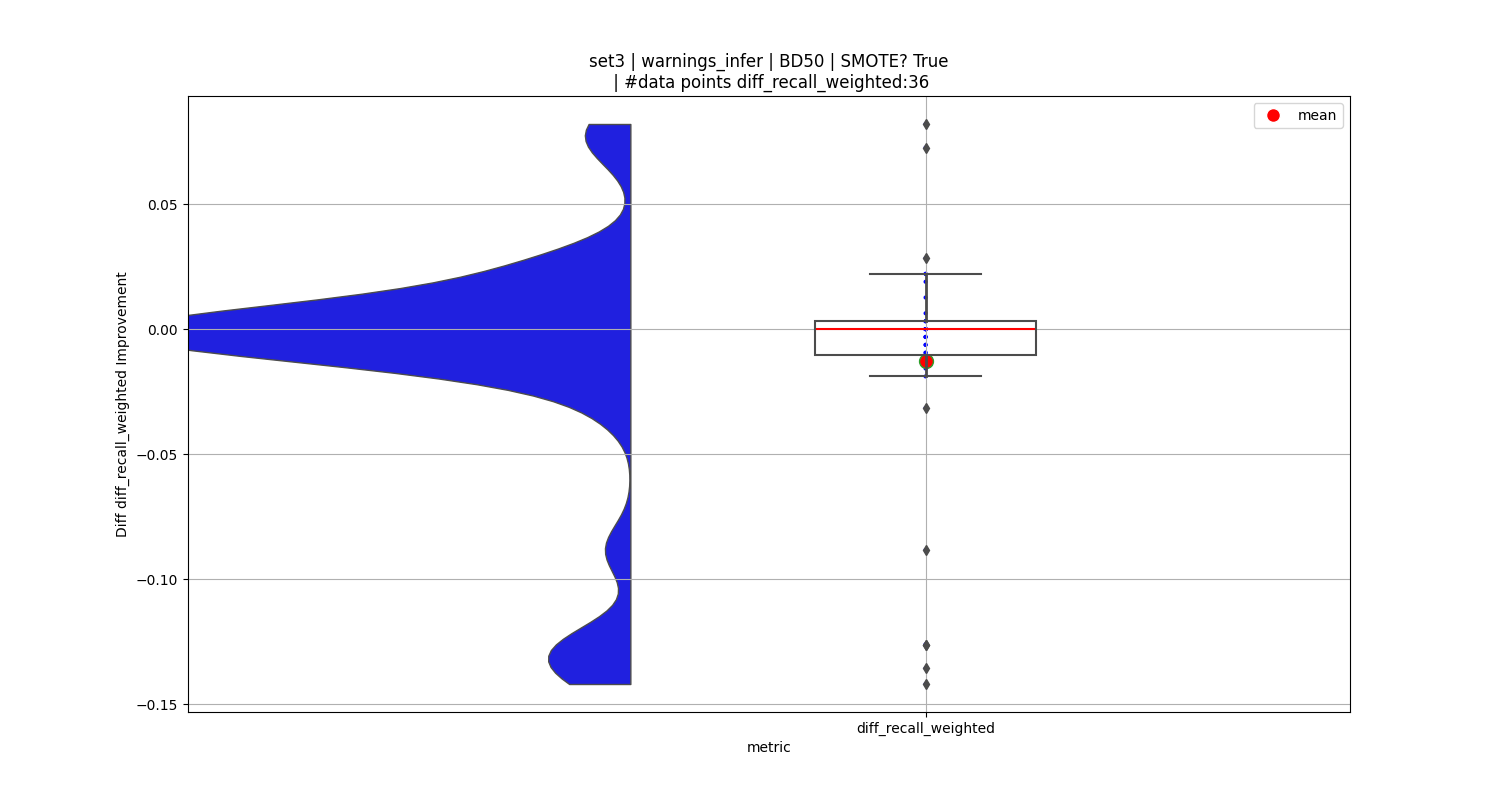 set3 | warnings_infer | BD50 | SMOTE? True
| #data points diff_recall_weighted:36
mean
0.05
0.00
−0.05
−0.10
−0.15
Diff diff_recall_weighted Improvement
diff_recall_weighted
metric